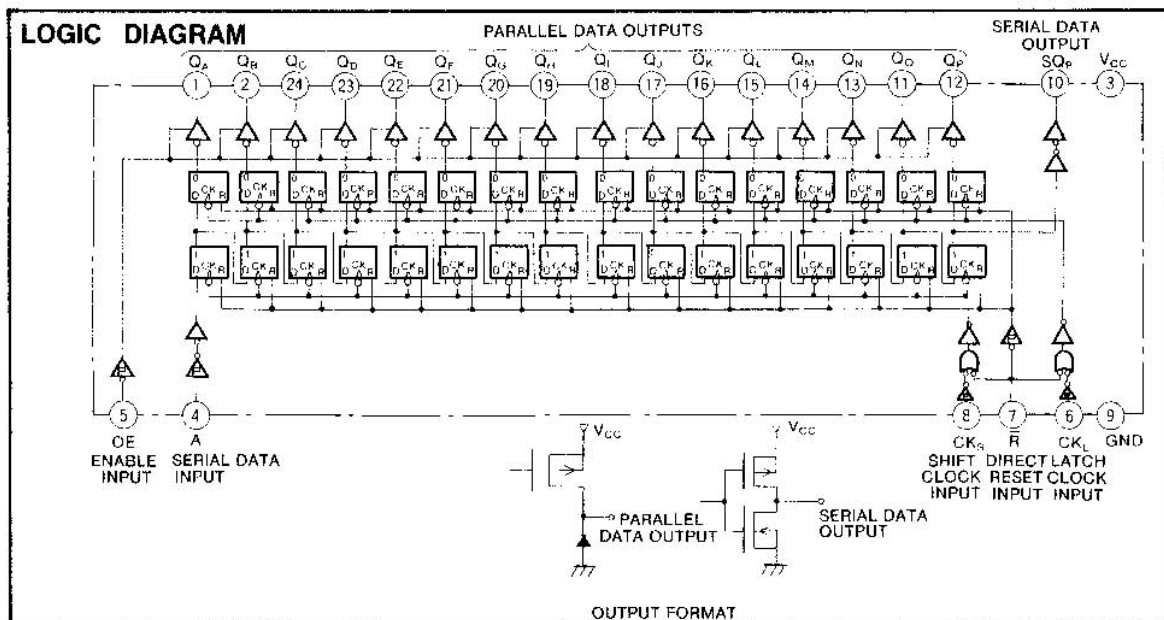 LOGIC DIAGRAM
PARALLEL DATA OUTPUTS
SERIAL DATA
OUTPUT
QA QB QC QD QE QF QG QH QI QJ QK QL QM QN QO QP SQP VCC
1 2 24 23 22 21 20 19 18 17 16 15 14 13 11 12 10 3
5 4 8 7 6 9
OE A CKS R̅ CKL GND
ENABLE
INPUT
SERIAL DATA
INPUT
SHIFT
CLOCK
INPUT
DIRECT
RESET
INPUT
LATCH
CLOCK
INPUT
VCC
PARALLEL
DATA OUTPUT
VCC
SERIAL DATA
OUTPUT
OUTPUT FORMAT